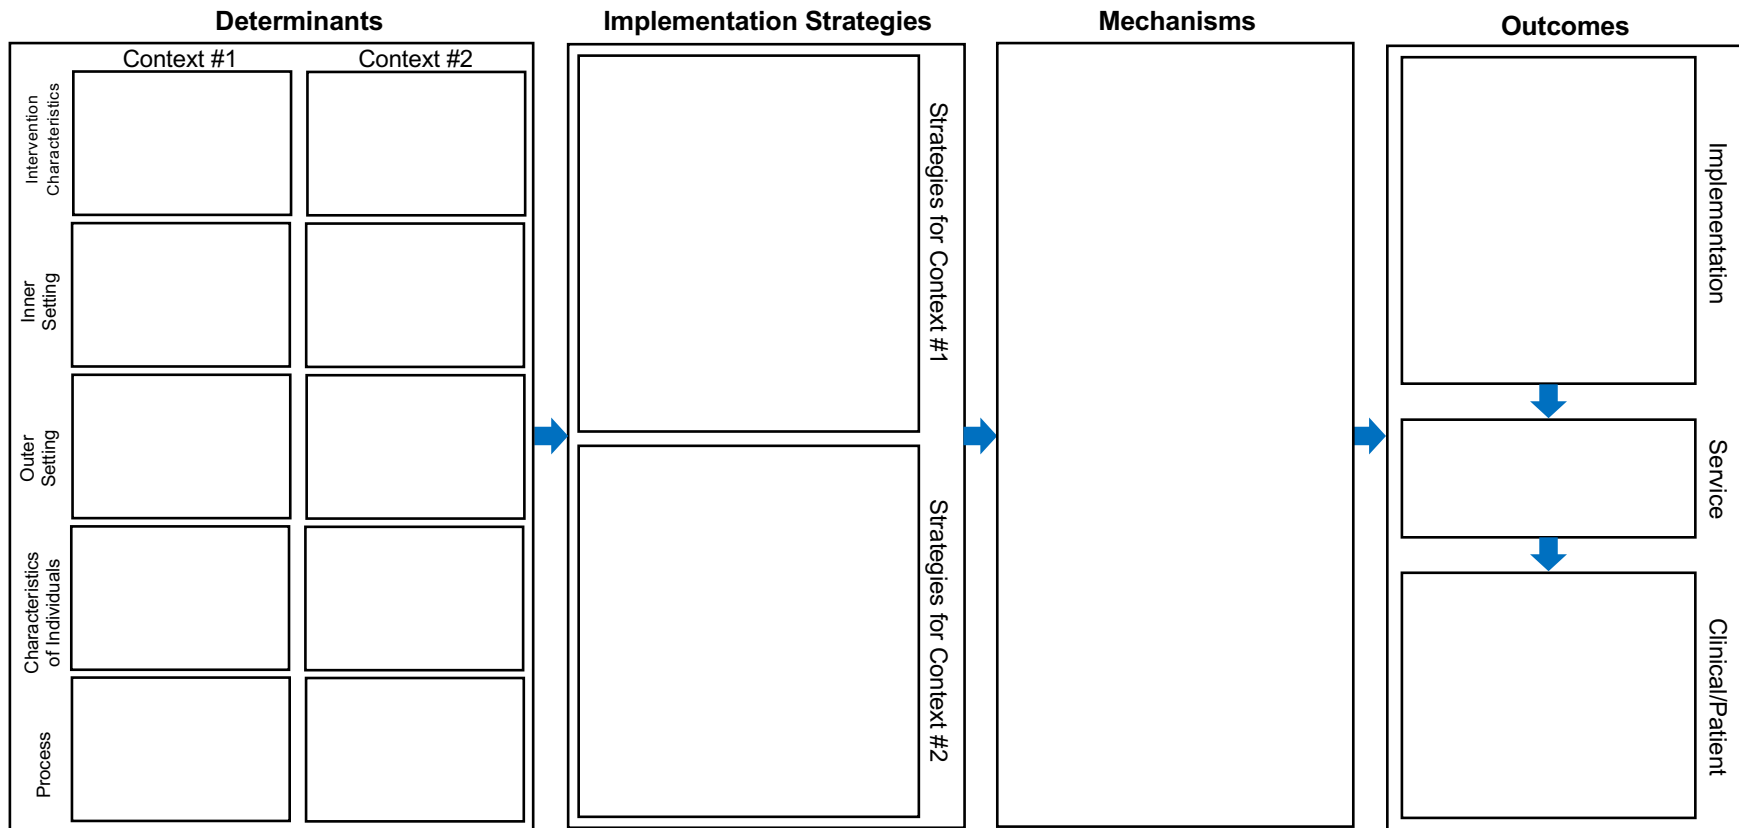 Determinants
Implementation Strategies
Mechanisms
Outcomes
Context #1
Context #2
Intervention
Characteristics
Inner
Setting
Outer
Setting
Characteristics
of Individuals
Process
Strategies for Context #1
Strategies for Context #2
Implementation
Service
Clinical/Patient